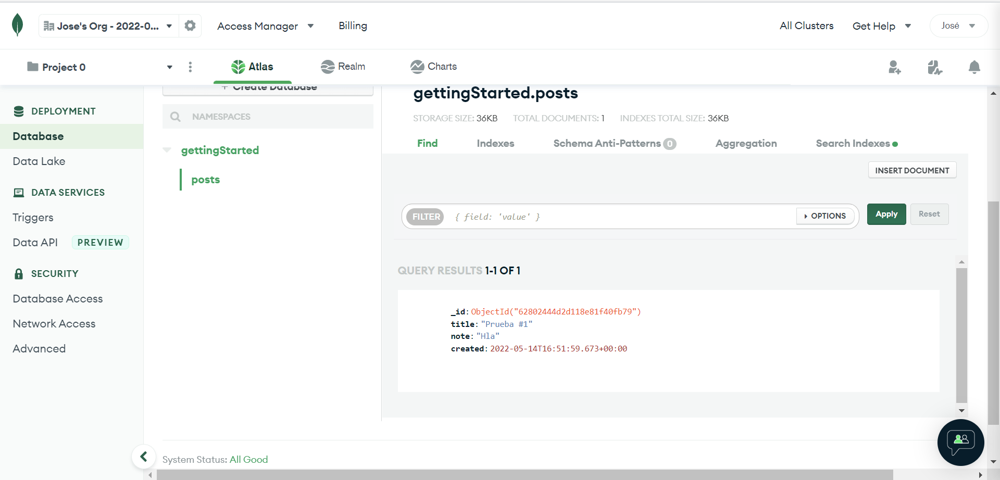 Jose's Org - 2022-0...
Access Manager
Billing
All Clusters
Get Help
José
Project 0
Atlas
Realm
Charts
+ Create Database
gettingStarted.posts
DEPLOYMENT
NAMESPACES
STORAGE SIZE: 36KB TOTAL DOCUMENTS: 1 INDEXES TOTAL SIZE: 36KB
Database
Find
Indexes
Schema Anti-Patterns 0
Aggregation
Search Indexes
gettingStarted
Data Lake
INSERT DOCUMENT
posts
DATA SERVICES
Triggers
FILTER { field: 'value' }
OPTIONS
Apply
Reset
Data API PREVIEW
SECURITY
QUERY RESULTS 1-1 OF 1
Database Access
_id: ObjectId("62802444d2d118e81f40fb79")
title: "Prueba #1"
Network Access
note: "Hla"
created: 2022-05-14T16:51:59.673+00:00
Advanced
System Status: All Good